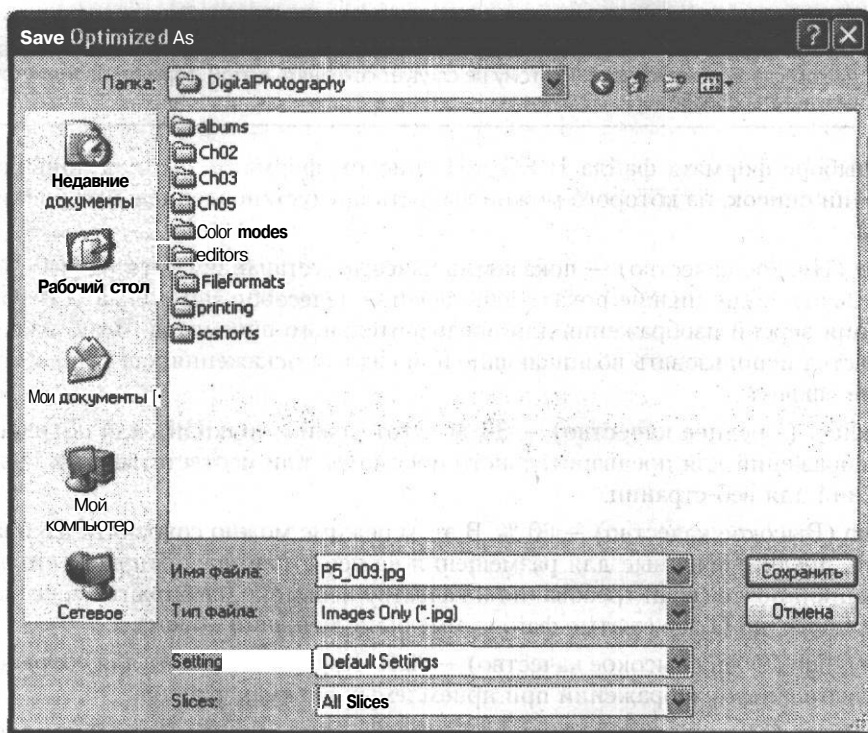 Save Optimized As
Папка: DigitalPhotography
albums
Ch02
Ch03
Ch05
Color modes
editors
Fileformats
printing
scshorts
Недавние документы
Рабочий стол
Мои документы
Мой компьютер
Сетевое
Имя файла: P5_009.jpg
Сохранить
Тип файла: Images Only (*.jpg)
Отмена
Setting Default Settings
Slices: All Slices